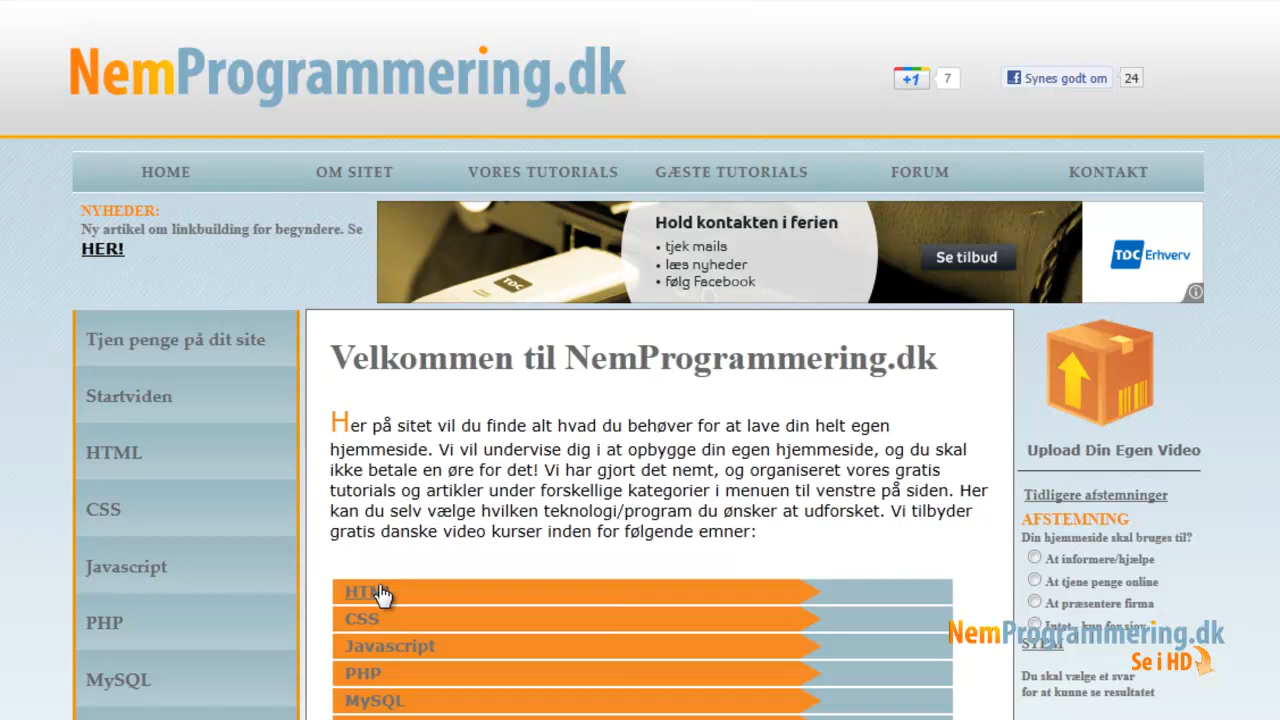 NemProgrammering.dk
+1
7
Synes godt om
24
HOME
OM SITET
VORES TUTORIALS
GÆSTE TUTORIALS
FORUM
KONTAKT
NYHEDER:
Ny artikel om linkbuilding for begyndere. Se
HER!
Hold kontakten i ferien
• tjek mails
• læs nyheder
• følg Facebook
Se tilbud
TDC Erhverv
TDC
Tjen penge på dit site
Startviden
HTML
CSS
Javascript
PHP
MySQL
Velkommen til NemProgrammering.dk
Her på sitet vil du finde alt hvad du behøver for at lave din helt egen
hjemmeside. Vi vil undervise dig i at opbygge din egen hjemmeside, og du skal
ikke betale en øre for det! Vi har gjort det nemt, og organiseret vores gratis
tutorials og artikler under forskellige kategorier i menuen til venstre på siden. Her
kan du selv vælge hvilken teknologi/program du ønsker at udforsket. Vi tilbyder
gratis danske video kurser inden for følgende emner:
HTML
CSS
Javascript
PHP
MySQL
Upload Din Egen Video
Tidligere afstemninger
AFSTEMNING
Din hjemmeside skal bruges til?
At informere/hjælpe
At tjene penge online
At præsentere firma
Intet - kun for sjov
STEM
Du skal vælge et svar
for at kunne se resultatet
NemProgrammering.dk
Se i HD